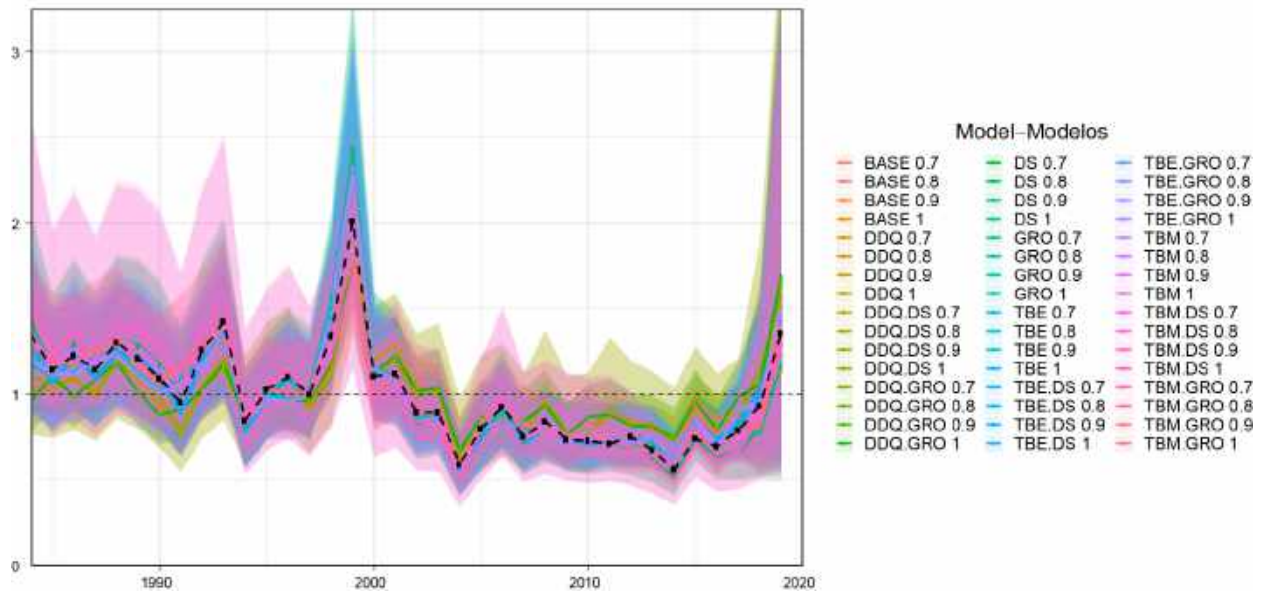 3
2
1
0
1990
2000
2010
2020
Model-Modelos
BASE 0.7
BASE 0.8
BASE 0.9
BASE 1
DDQ 0.7
DDQ 0.8
DDQ 0.9
DDQ 1
DDQ.DS 0.7
DDQ.DS 0.8
DDQ.DS 0.9
DDQ.DS 1
DDQ.GRO 0.7
DDQ.GRO 0.8
DDQ.GRO 0.9
DDQ.GRO 1
DS 0.7
DS 0.8
DS 0.9
DS 1
GRO 0.7
GRO 0.8
GRO 0.9
GRO 1
TBE 0.7
TBE 0.8
TBE 0.9
TBE 1
TBE.DS 0.7
TBE.DS 0.8
TBE.DS 0.9
TBE.DS 1
TBE.GRO 0.7
TBE.GRO 0.8
TBE.GRO 0.9
TBE.GRO 1
TBM 0.7
TBM 0.8
TBM 0.9
TBM 1
TBM.DS 0.7
TBM.DS 0.8
TBM.DS 0.9
TBM.DS 1
TBM.GRO 0.7
TBM.GRO 0.8
TBM.GRO 0.9
TBM.GRO 1